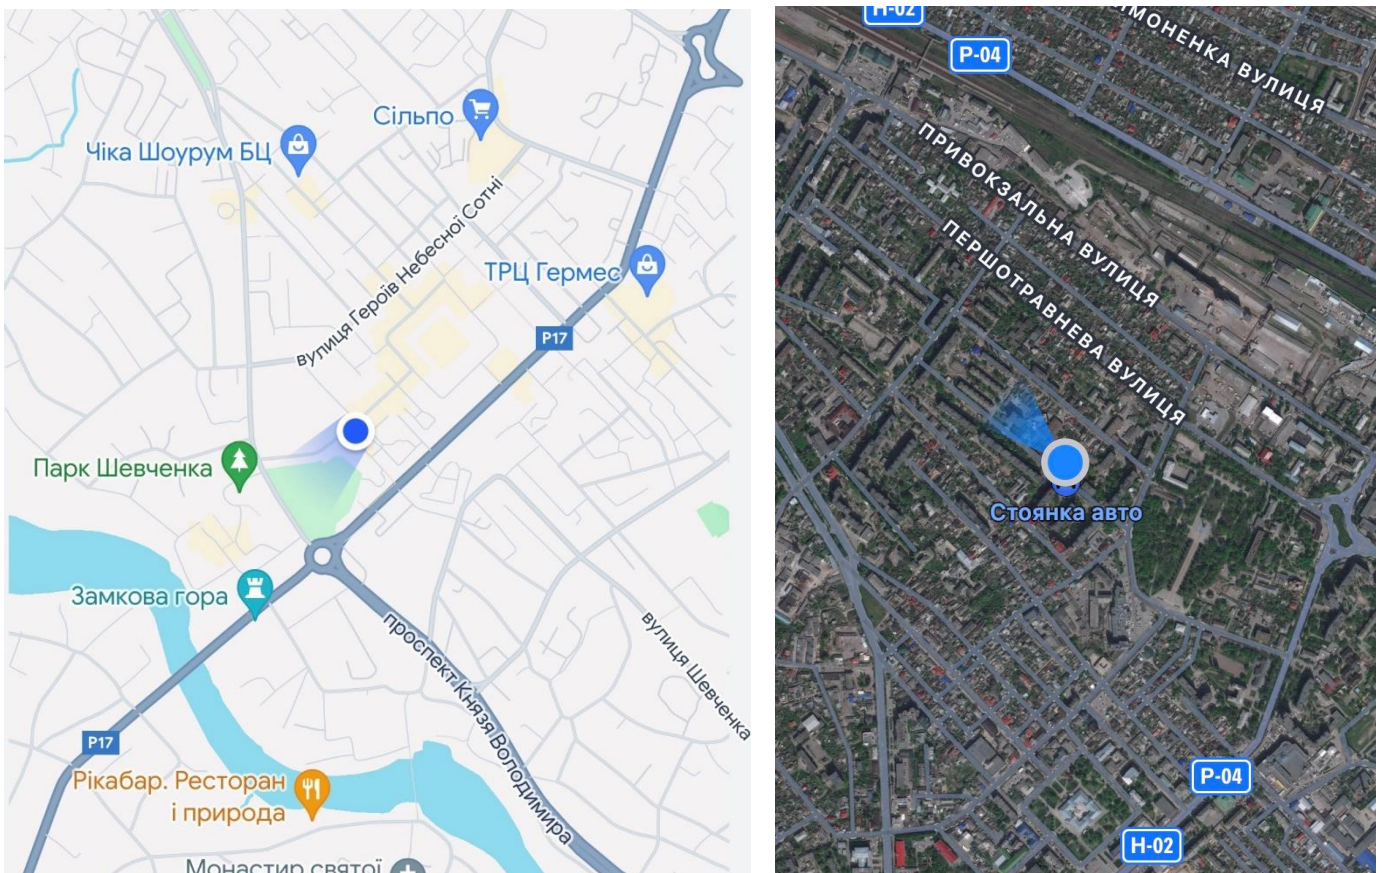 Сільпо
Чіка Шоурум БЦ
вулиця Героїв Небесної Сотні
ТРЦ Гермес
P17
Парк Шевченка
Замкова гора
проспект Князя Володимира
вулиця Шевченка
P17
Рікабар. Ресторан
і природа
Монастир святої
H-02
P-04
ИМОНЕНКА ВУЛИЦЯ
ПРИВОКЗАЛЬНА ВУЛИЦЯ
ПЕРШОТРАВНЕВА ВУЛИЦЯ
Стоянка авто
P-04
H-02